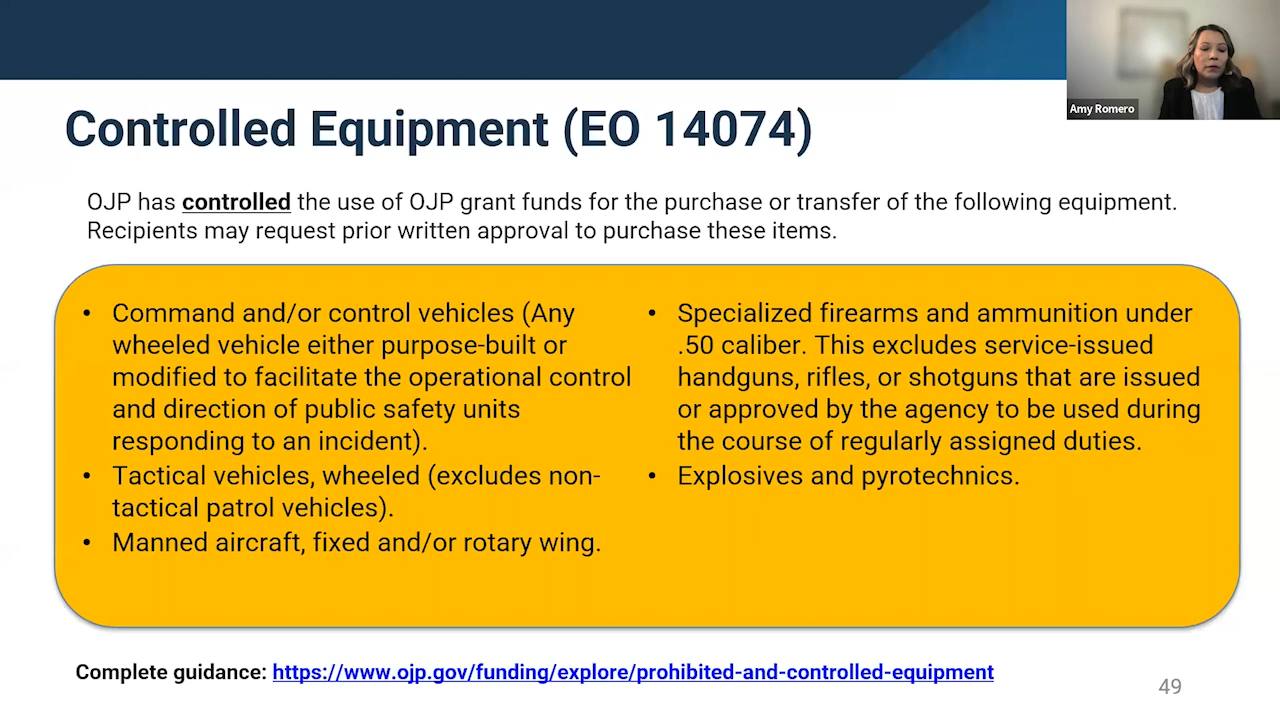 Amy Romero
Controlled Equipment (EO 14074)
OJP has controlled the use of OJP grant funds for the purchase or transfer of the following equipment.
Recipients may request prior written approval to purchase these items.
• Command and/or control vehicles (Any
wheeled vehicle either purpose-built or
modified to facilitate the operational control
and direction of public safety units
responding to an incident).
• Tactical vehicles, wheeled (excludes non-
tactical patrol vehicles).
• Manned aircraft, fixed and/or rotary wing.
• Specialized firearms and ammunition under
.50 caliber. This excludes service-issued
handguns, rifles, or shotguns that are issued
or approved by the agency to be used during
the course of regularly assigned duties.
• Explosives and pyrotechnics.
Complete guidance: https://www.ojp.gov/funding/explore/prohibited-and-controlled-equipment
49